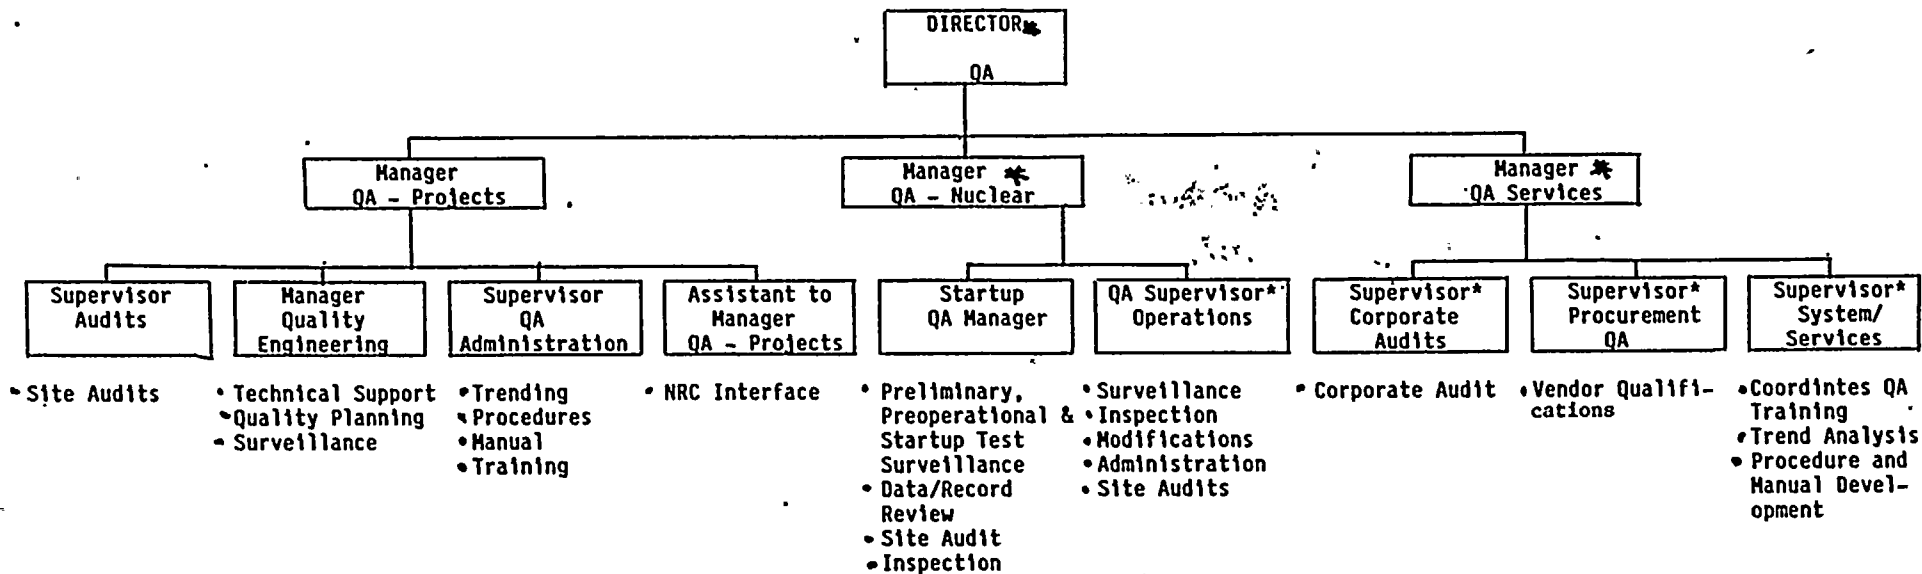 DIRECTOR*
QA
Manager
QA - Projects
Manager *
QA - Nuclear
Manager *
QA Services
Supervisor
Audits
• Site Audits
Manager
Quality
Engineering
• Technical Support
• Quality Planning
• Surveillance
Supervisor
QA
Administration
• Trending
• Procedures
• Manual
• Training
Assistant to
Manager
QA - Projects
• NRC Interface
Startup
QA Manager
• Preliminary,
Preoperational &
Startup Test
Surveillance
• Data/Record
Review
• Site Audit
• Inspection
QA Supervisor*
Operations
• Surveillance
• Inspection
• Modifications
• Administration
• Site Audits
Supervisor*
Corporate
Audits
• Corporate Audit
Supervisor*
Procurement
QA
• Vendor Qualifi-
cations
Supervisor*
System/
Services
• Coordintes QA
Training
• Trend Analysis
• Procedure and
Manual Devel-
opment